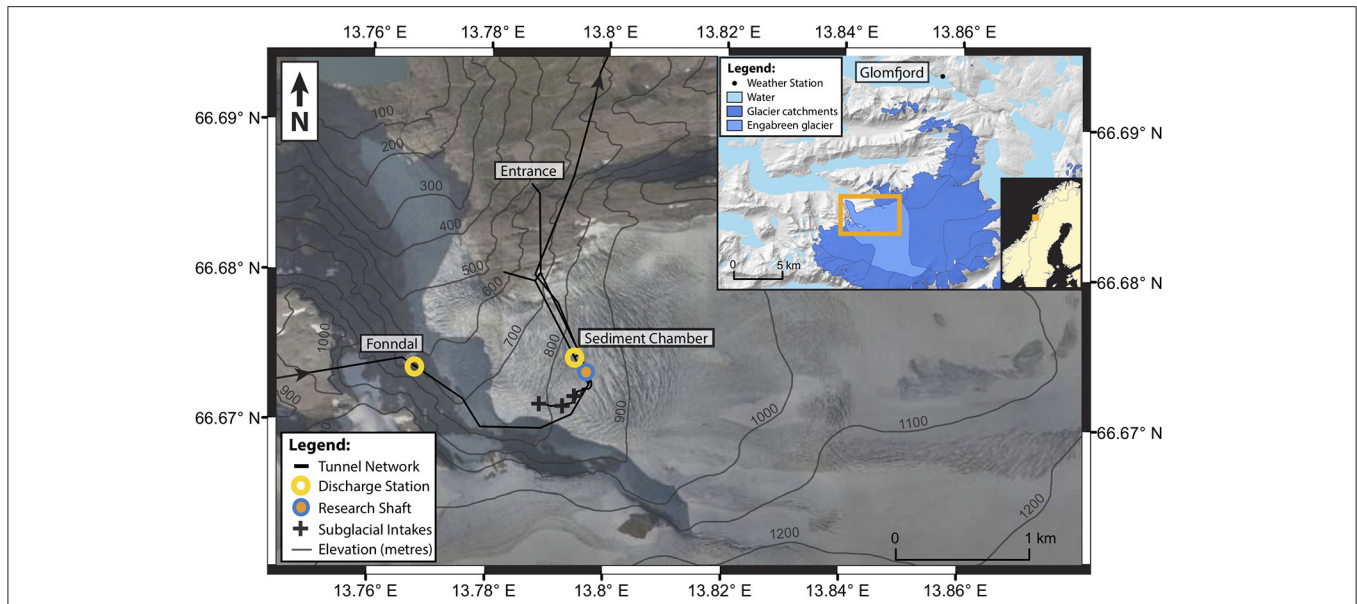 13.76° E
13.78° E
13.8° E
13.82° E
13.84° E
13.86° E
66.69° N
66.68° N
66.67° N
66.69° N
66.68° N
66.67° N
N
100
200
300
400
500
600
700
800
900
1000
900
1000
1100
1200
1200
Entrance
Fonndal
Sediment Chamber
Legend:
Weather Station
Water
Glacier catchments
Engabreen glacier
Glomfjord
0 5 km
Legend:
Tunnel Network
Discharge Station
Research Shaft
Subglacial Intakes
Elevation (metres)
0 1 km
13.76° E
13.78° E
13.8° E
13.82° E
13.84° E
13.86° E